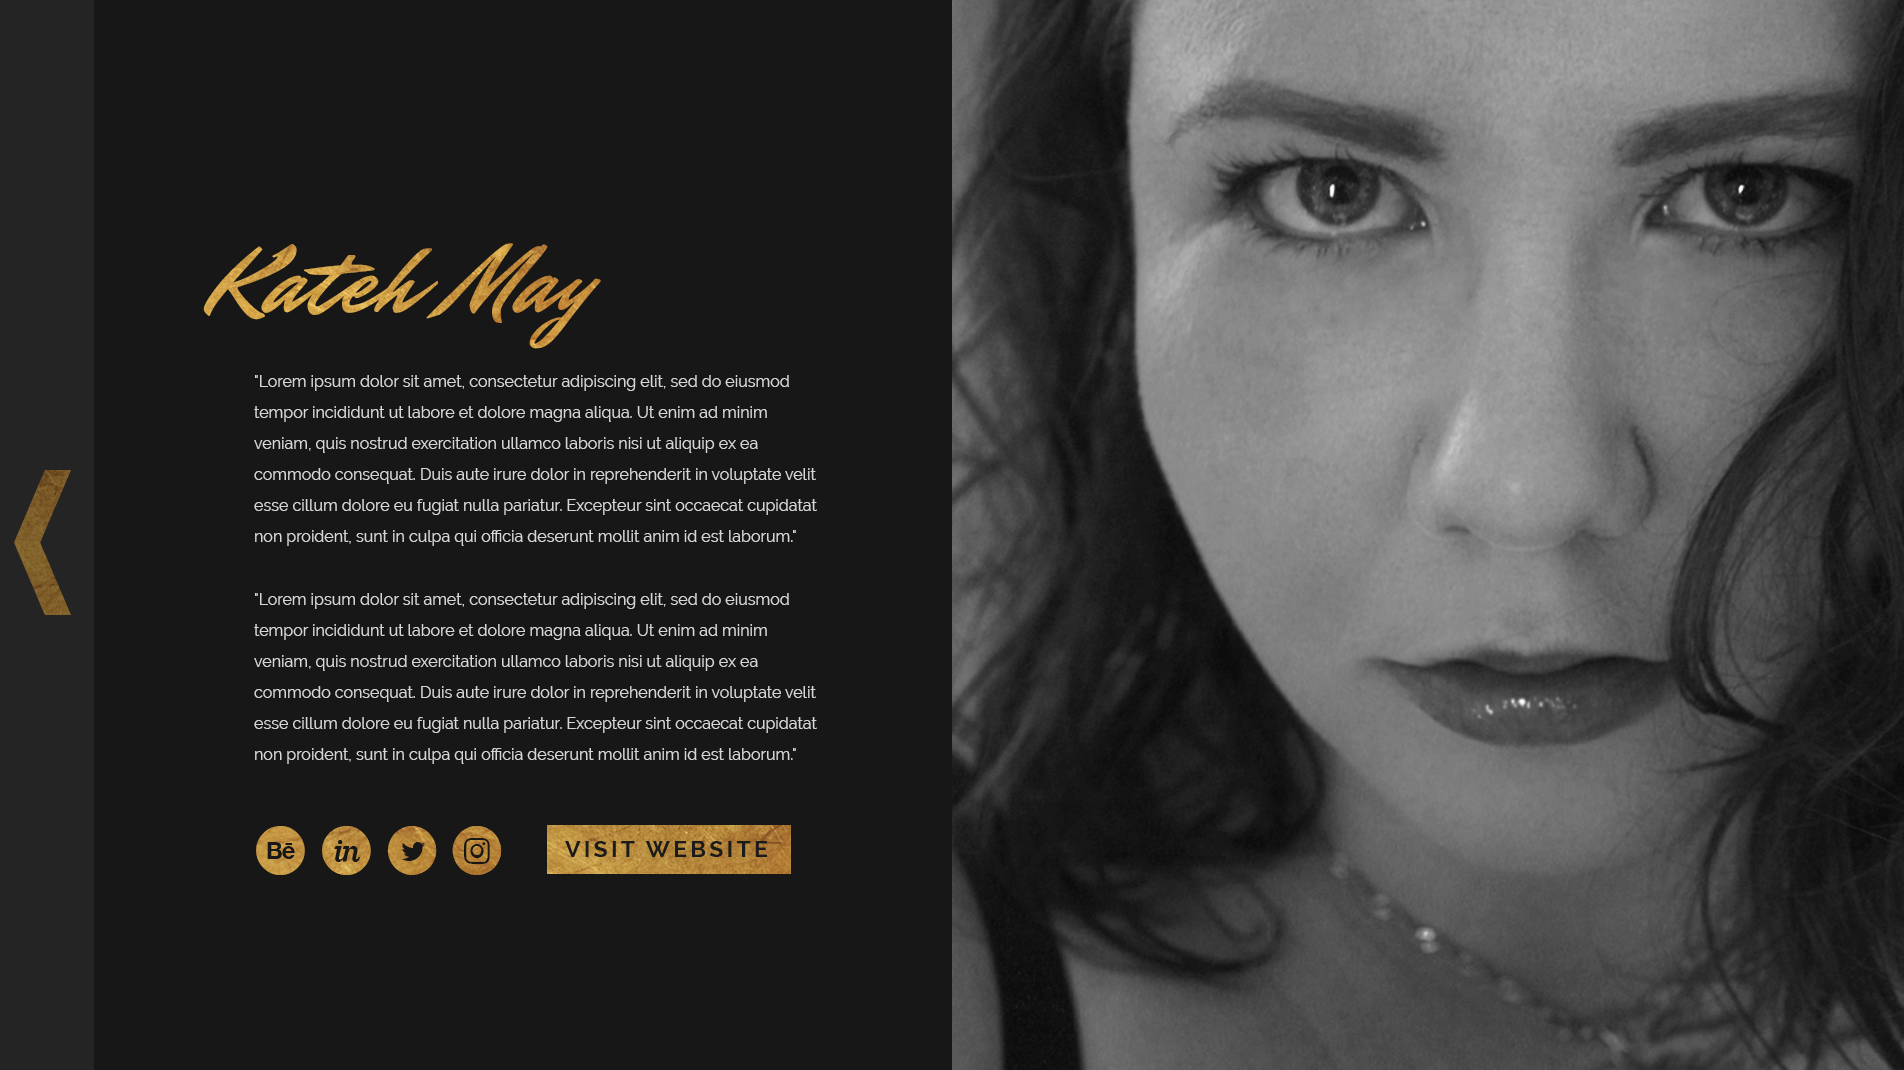 Kateh May
"Lorem ipsum dolor sit amet, consectetur adipiscing elit, sed do eiusmod
tempor incididunt ut labore et dolore magna aliqua. Ut enim ad minim
veniam, quis nostrud exercitation ullamco laboris nisi ut aliquip ex ea
commodo consequat. Duis aute irure dolor in reprehenderit in voluptate velit
esse cillum dolore eu fugiat nulla pariatur. Excepteur sint occaecat cupidatat
non proident, sunt in culpa qui officia deserunt mollit anim id est laborum."
"Lorem ipsum dolor sit amet, consectetur adipiscing elit, sed do eiusmod
tempor incididunt ut labore et dolore magna aliqua. Ut enim ad minim
veniam, quis nostrud exercitation ullamco laboris nisi ut aliquip ex ea
commodo consequat. Duis aute irure dolor in reprehenderit in voluptate velit
esse cillum dolore eu fugiat nulla pariatur. Excepteur sint occaecat cupidatat
non proident, sunt in culpa qui officia deserunt mollit anim id est laborum."
Bē in VISIT WEBSITE